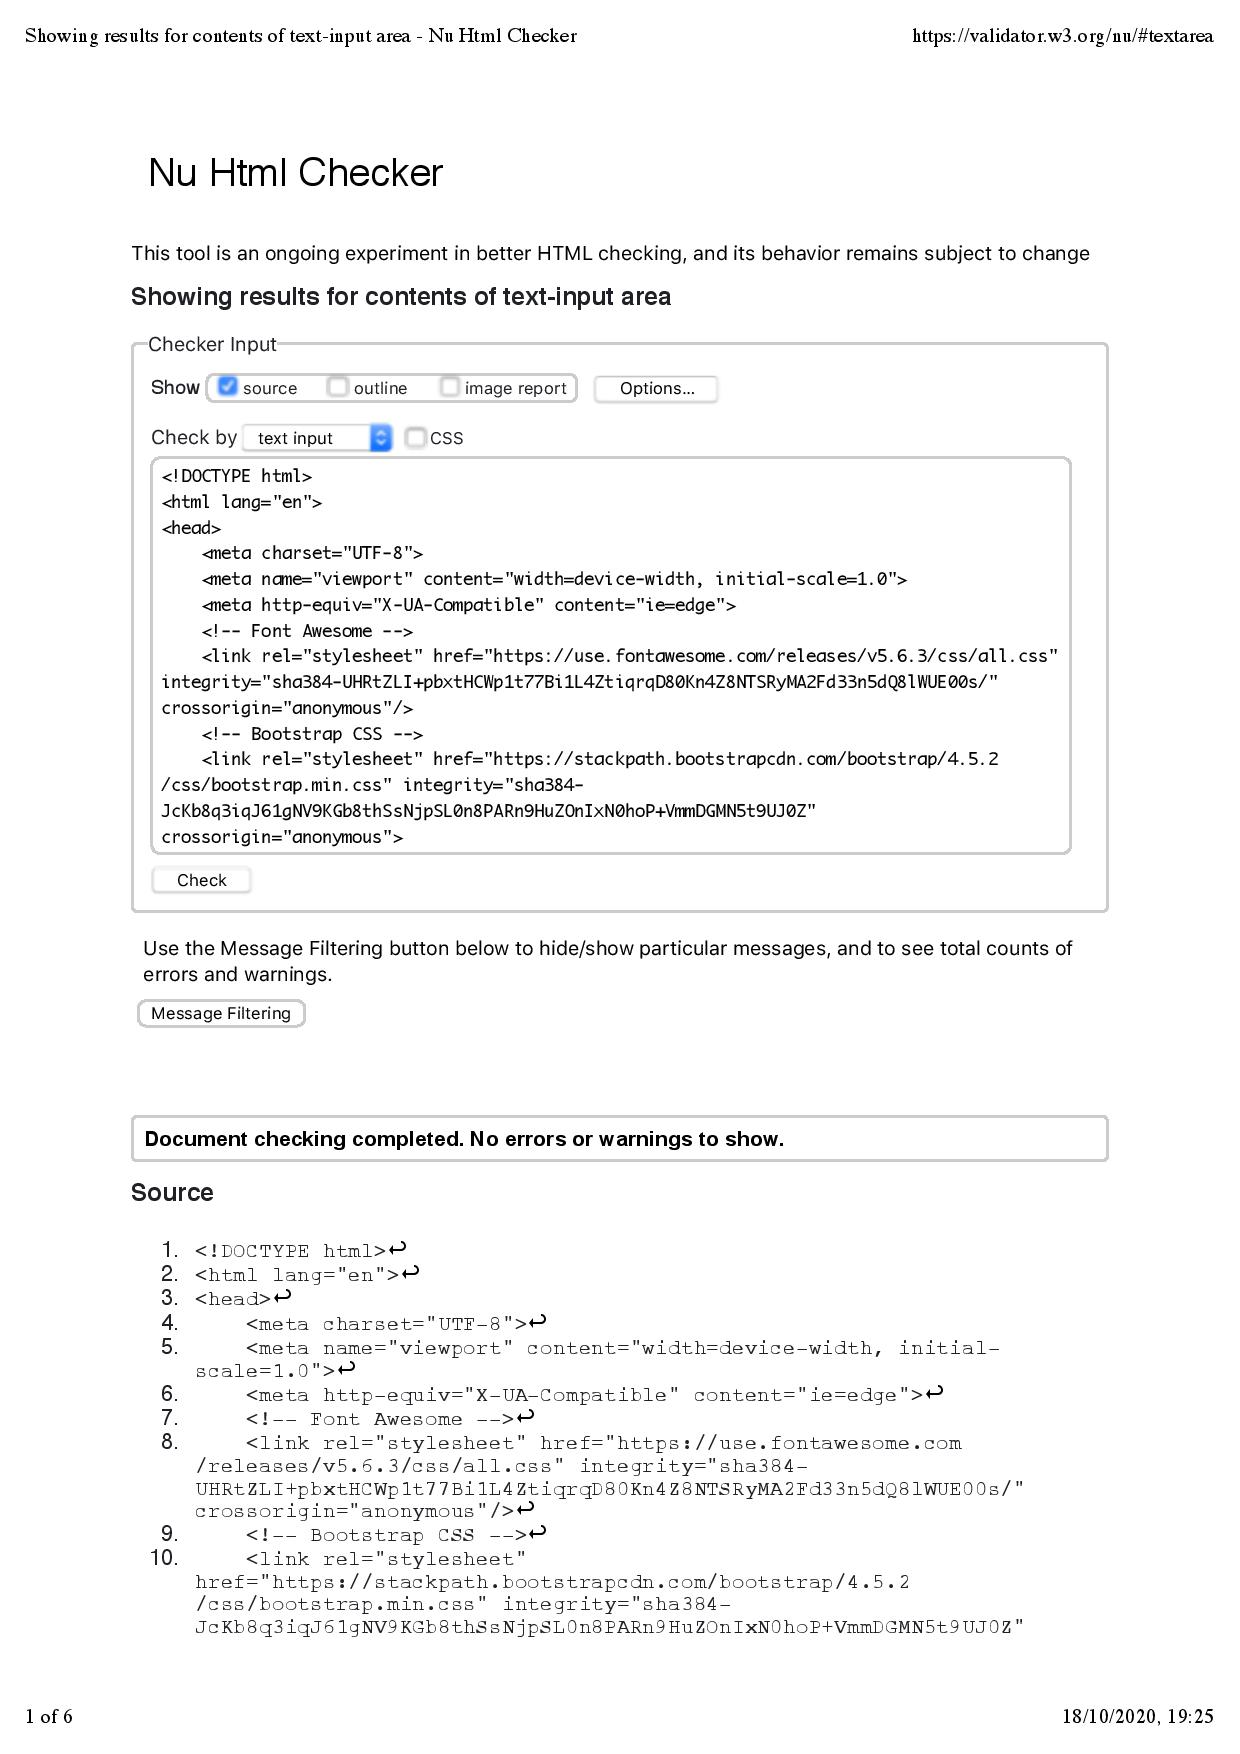 Showing results for contents of text-input area - Nu Html Checker
https://validator.w3.org/nu/#textarea
Nu Html Checker
This tool is an ongoing experiment in better HTML checking, and its behavior remains subject to change
Showing results for contents of text-input area
Checker Input
Show source outline image report Options...
Check by text input CSS
<!DOCTYPE html>
<html lang="en">
<head>
    <meta charset="UTF-8">
    <meta name="viewport" content="width=device-width, initial-scale=1.0">
    <meta http-equiv="X-UA-Compatible" content="ie=edge">
    <!-- Font Awesome -->
    <link rel="stylesheet" href="https://use.fontawesome.com/releases/v5.6.3/css/all.css"
integrity="sha384-UHRtZLI+pbxtHCWp1t77Bi1L4ZtiqrqD80Kn4Z8NTSRyMA2Fd33n5dQ8lWUE00s/"
crossorigin="anonymous"/>
    <!-- Bootstrap CSS -->
    <link rel="stylesheet" href="https://stackpath.bootstrapcdn.com/bootstrap/4.5.2
/css/bootstrap.min.css" integrity="sha384-
JcKb8q3iqJ61gNV9KGb8thSsNjpSL0n8PARn9HuZOnIxN0hoP+VmmDGMN5t9UJ0Z"
crossorigin="anonymous">
Check
Use the Message Filtering button below to hide/show particular messages, and to see total counts of
errors and warnings.
Message Filtering
Document checking completed. No errors or warnings to show.
Source
1. <!DOCTYPE html>↩
2. <html lang="en">↩
3. <head>↩
4.     <meta charset="UTF-8">↩
5.     <meta name="viewport" content="width=device-width, initial-
scale=1.0">↩
6.     <meta http-equiv="X-UA-Compatible" content="ie=edge">↩
7.     <!-- Font Awesome -->↩
8.     <link rel="stylesheet" href="https://use.fontawesome.com
/releases/v5.6.3/css/all.css" integrity="sha384-
UHRtZLI+pbxtHCWp1t77Bi1L4ZtiqrqD80Kn4Z8NTSRyMA2Fd33n5dQ8lWUE00s/"
crossorigin="anonymous"/>↩
9.     <!-- Bootstrap CSS -->↩
10.     <link rel="stylesheet"
href="https://stackpath.bootstrapcdn.com/bootstrap/4.5.2
/css/bootstrap.min.css" integrity="sha384-
JcKb8q3iqJ61gNV9KGb8thSsNjpSL0n8PARn9HuZOnIxN0hoP+VmmDGMN5t9UJ0Z"
1 of 6
18/10/2020, 19:25